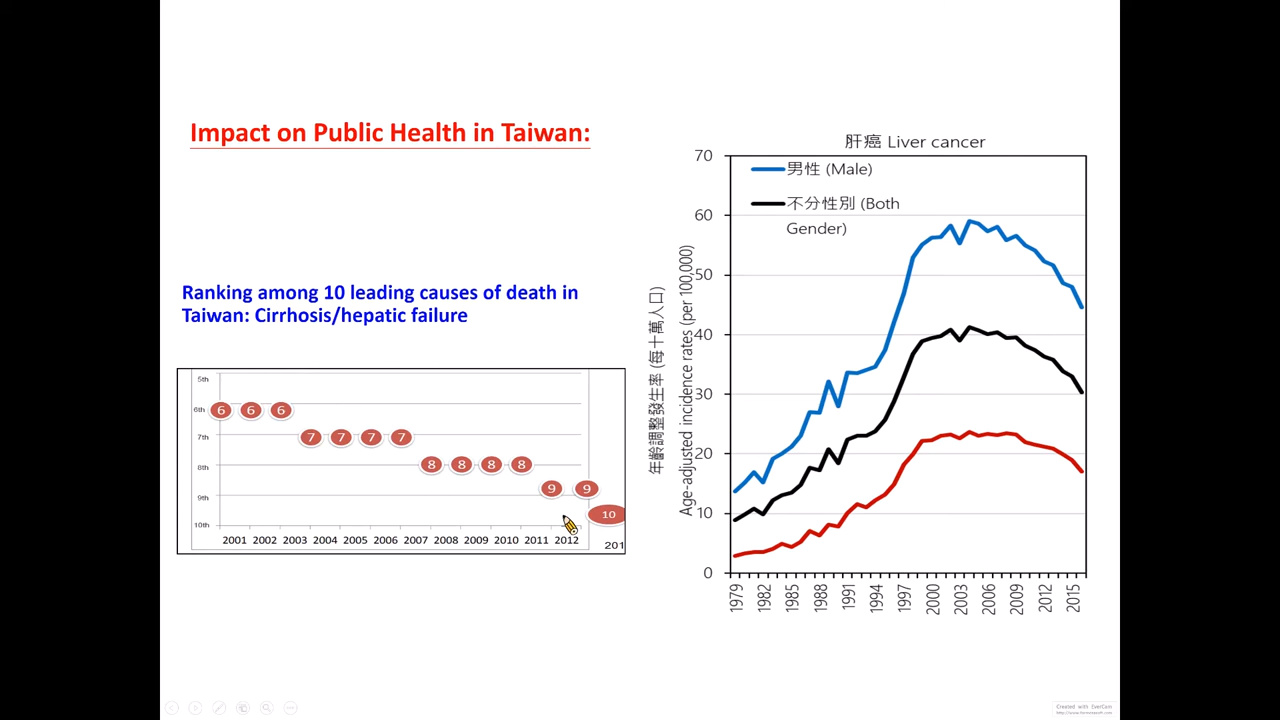 Impact on Public Health in Taiwan:
Ranking among 10 leading causes of death in
Taiwan: Cirrhosis/hepatic failure
5th
6th
7th
8th
9th
10th
6 6 6
7 7 7 7
8 8 8 8
9 9
10
2001 2002 2003 2004 2005 2006 2007 2008 2009 2010 2011 2012
201
肝癌 Liver cancer
男性 (Male)
不分性別 (Both
Gender)
年齡調整發生率 (每十萬人口)
Age-adjusted incidence rates (per 100,000)
70
60
50
40
30
20
10
0
1979 1982 1985 1988 1991 1994 1997 2000 2003 2006 2009 2012 2015
Created with EverCam